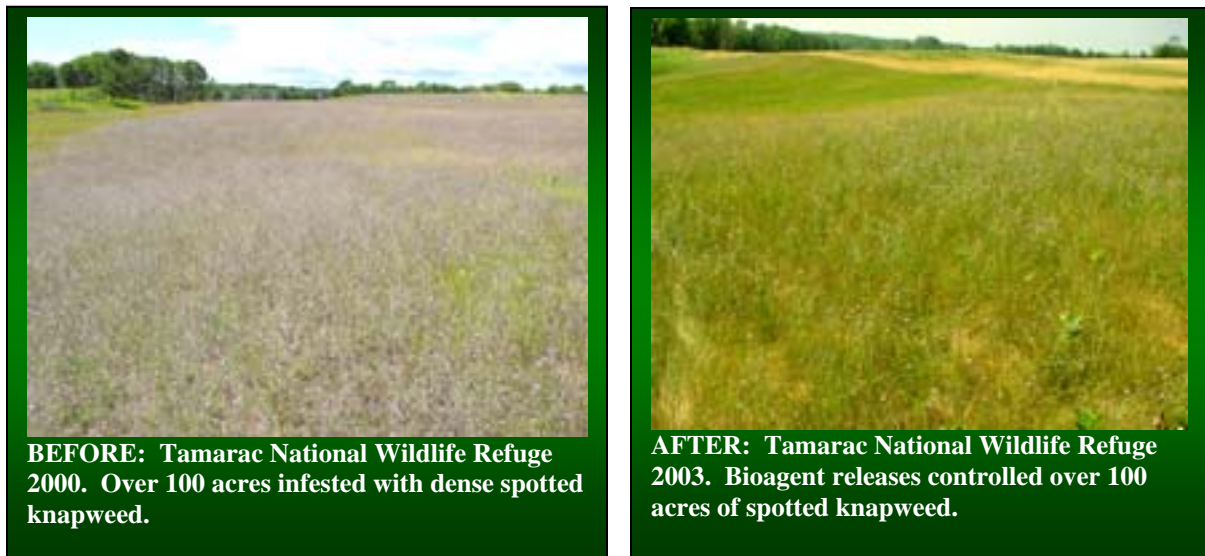 BEFORE:  Tamarac National Wildlife Refuge
2000.  Over 100 acres infested with dense spotted
knapweed.
AFTER:  Tamarac National Wildlife Refuge
2003.  Bioagent releases controlled over 100
acres of spotted knapweed.